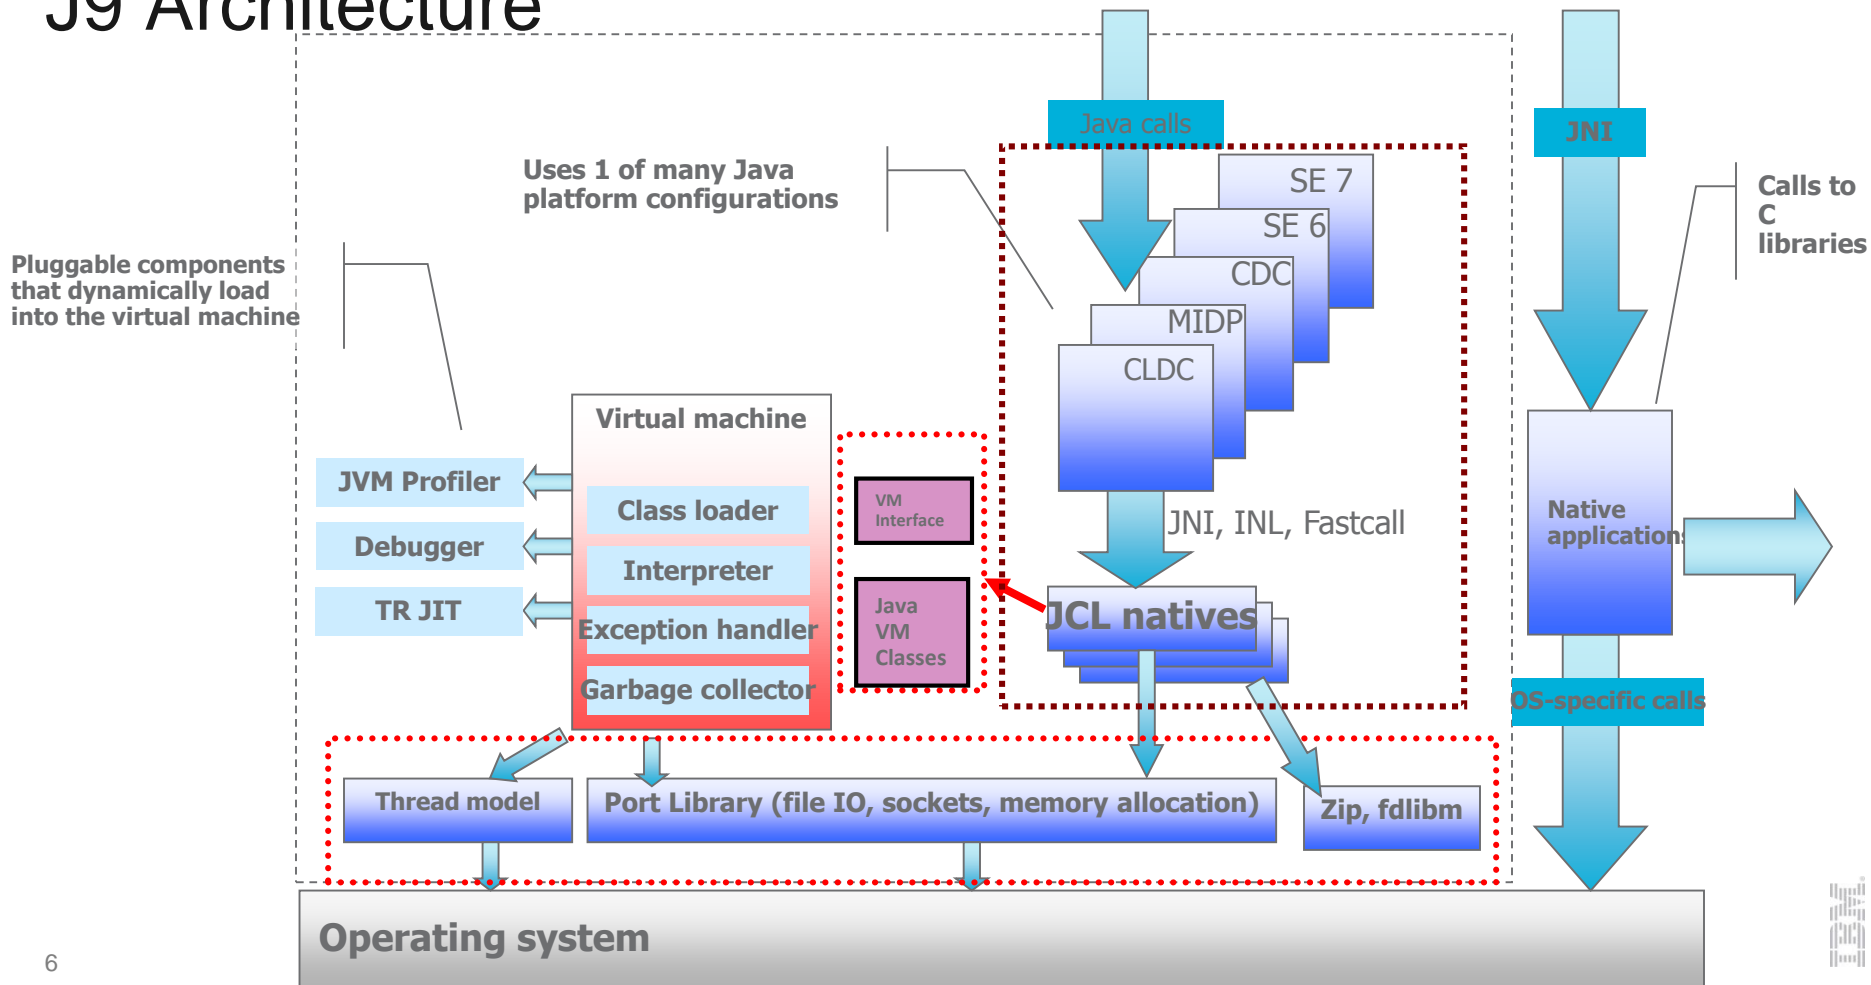 J9 Architecture
Java calls
JNI
Uses 1 of many Java
platform configurations
SE 7
SE 6
CDC
MIDP
CLDC
Calls to
C
libraries
Pluggable components
that dynamically load
into the virtual machine
Virtual machine
JVM Profiler
Debugger
TR JIT
Class loader
Interpreter
Exception handler
Garbage collector
VM
Interface
Java
VM
Classes
JNI, INL, Fastcall
JCL natives
Native
applications
OS-specific calls
Thread model
Port Library (file IO, sockets, memory allocation)
Zip, fdlibm
Operating system
6
IBM